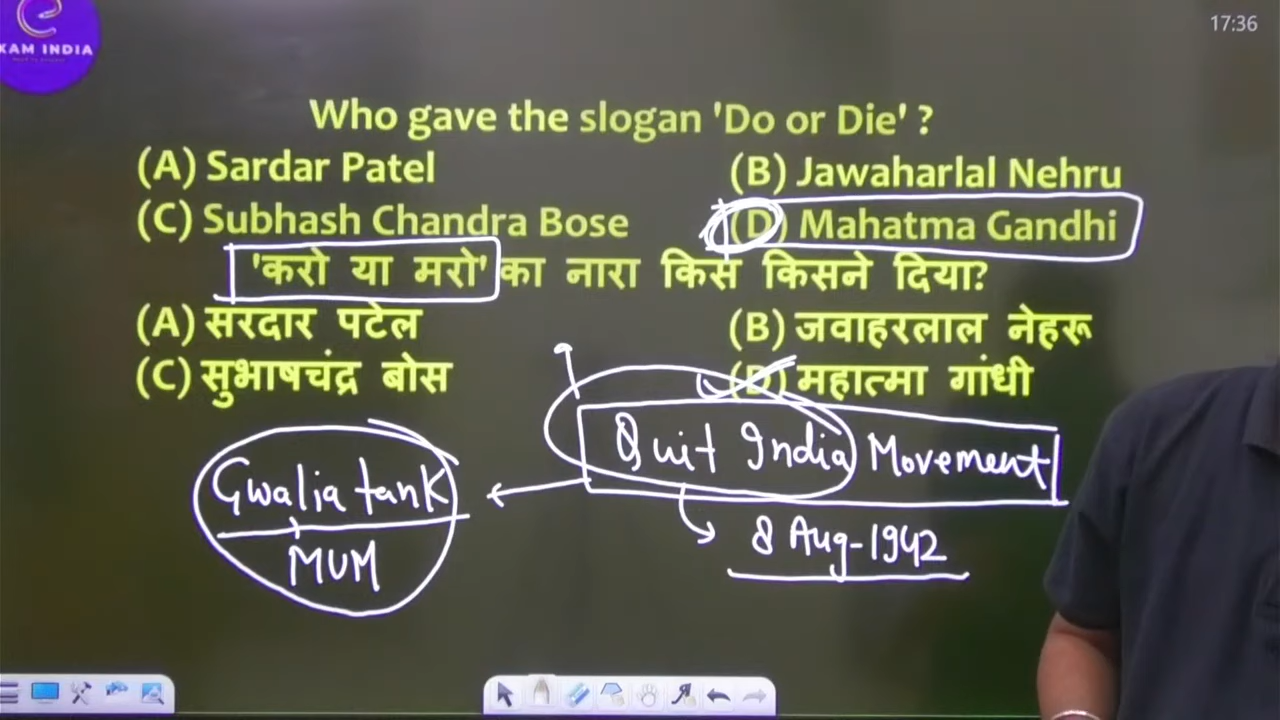 17:36
XAM INDIA
Who gave the slogan 'Do or Die' ?
(A) Sardar Patel (B) Jawaharlal Nehru
(C) Subhash Chandra Bose (D) Mahatma Gandhi
'करो या मरो' का नारा किस किसने दिया?
(A) सरदार पटेल (B) जवाहरलाल नेहरू
(C) सुभाषचंद्र बोस (D) महात्मा गांधी
Quit India Movement
Gwalia tank
8 Aug-1942
MUM